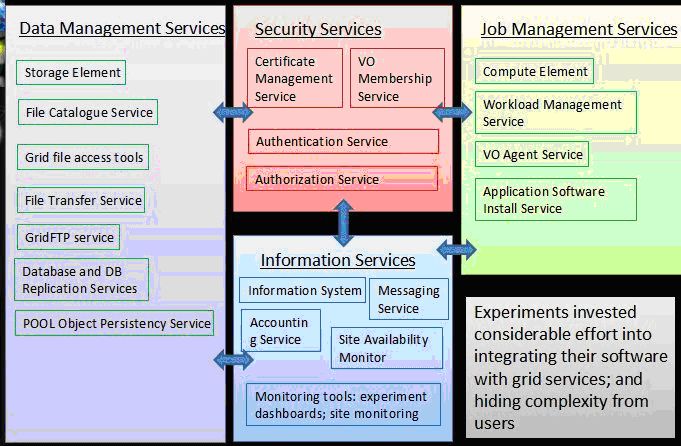 Data Management Services
Storage Element
File Catalogue Service
Grid file access tools
File Transfer Service
GridFTP service
Database and DB
Replication Services
POOL Object Persistency Service
Security Services
Certificate
Management
Service
VO
Membership
Service
Authentication Service
Authorization Service
Information Services
Information System
Messaging
Service
Accountin
g Service
Site Availability
Monitor
Monitoring tools: experiment
dashboards; site monitoring
Job Management Services
Compute Element
Workload Management
Service
VO Agent Service
Application Software
Install Service
Experiments invested
considerable effort into
integrating their software
with grid services; and
hiding complexity from
users